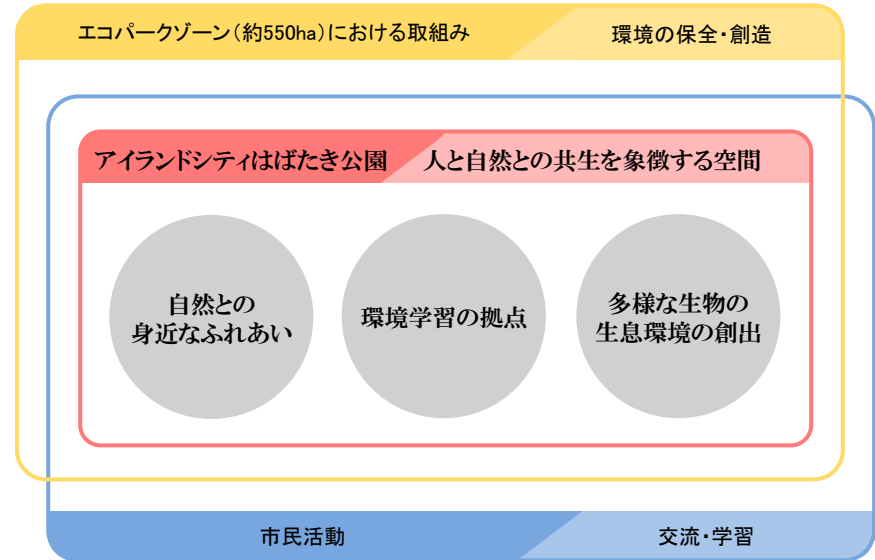 エコパークゾーン（約550ha）における取組み
環境の保全・創造
アイランドシティはばたき公園
人と自然との共生を象徴する空間
自然との
身近なふれあい
環境学習の拠点
多様な生物の
生息環境の創出
市民活動
交流・学習